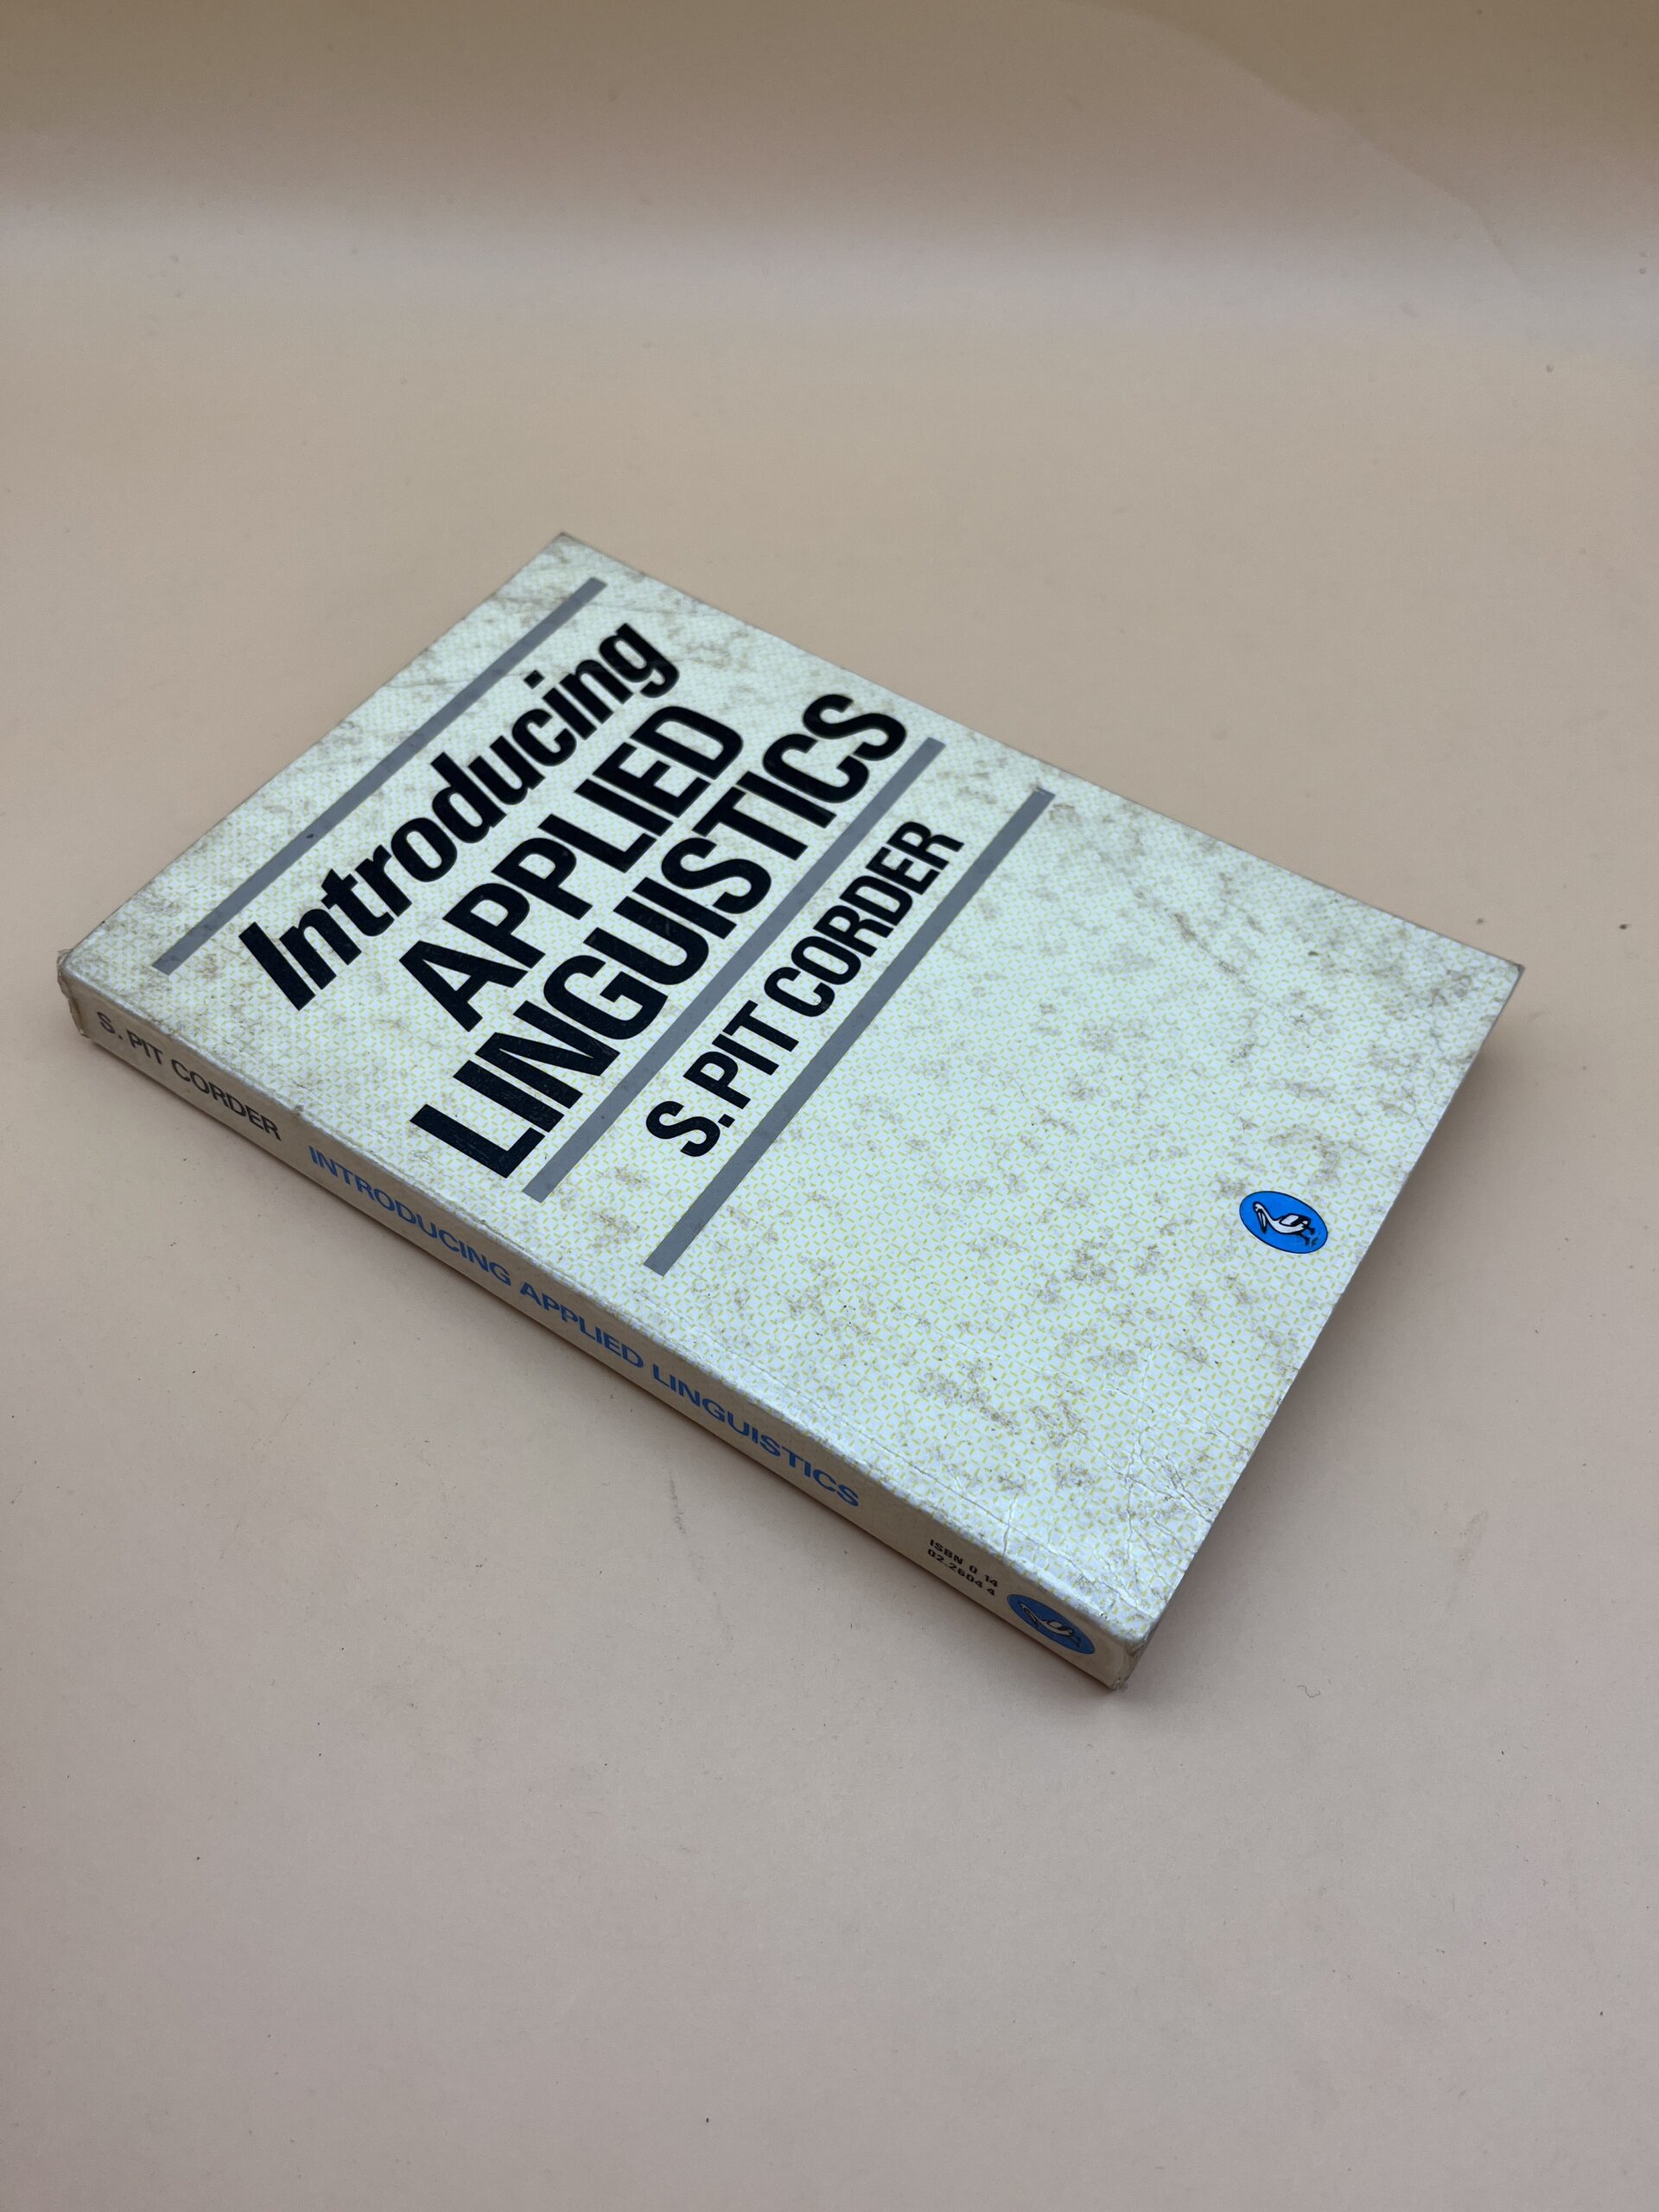 Introducing
APPLIED
LINGUISTICS
S. PIT CORDER
S. PIT CORDER INTRODUCING APPLIED LINGUISTICS
ISBN 0 14
02.2604 4